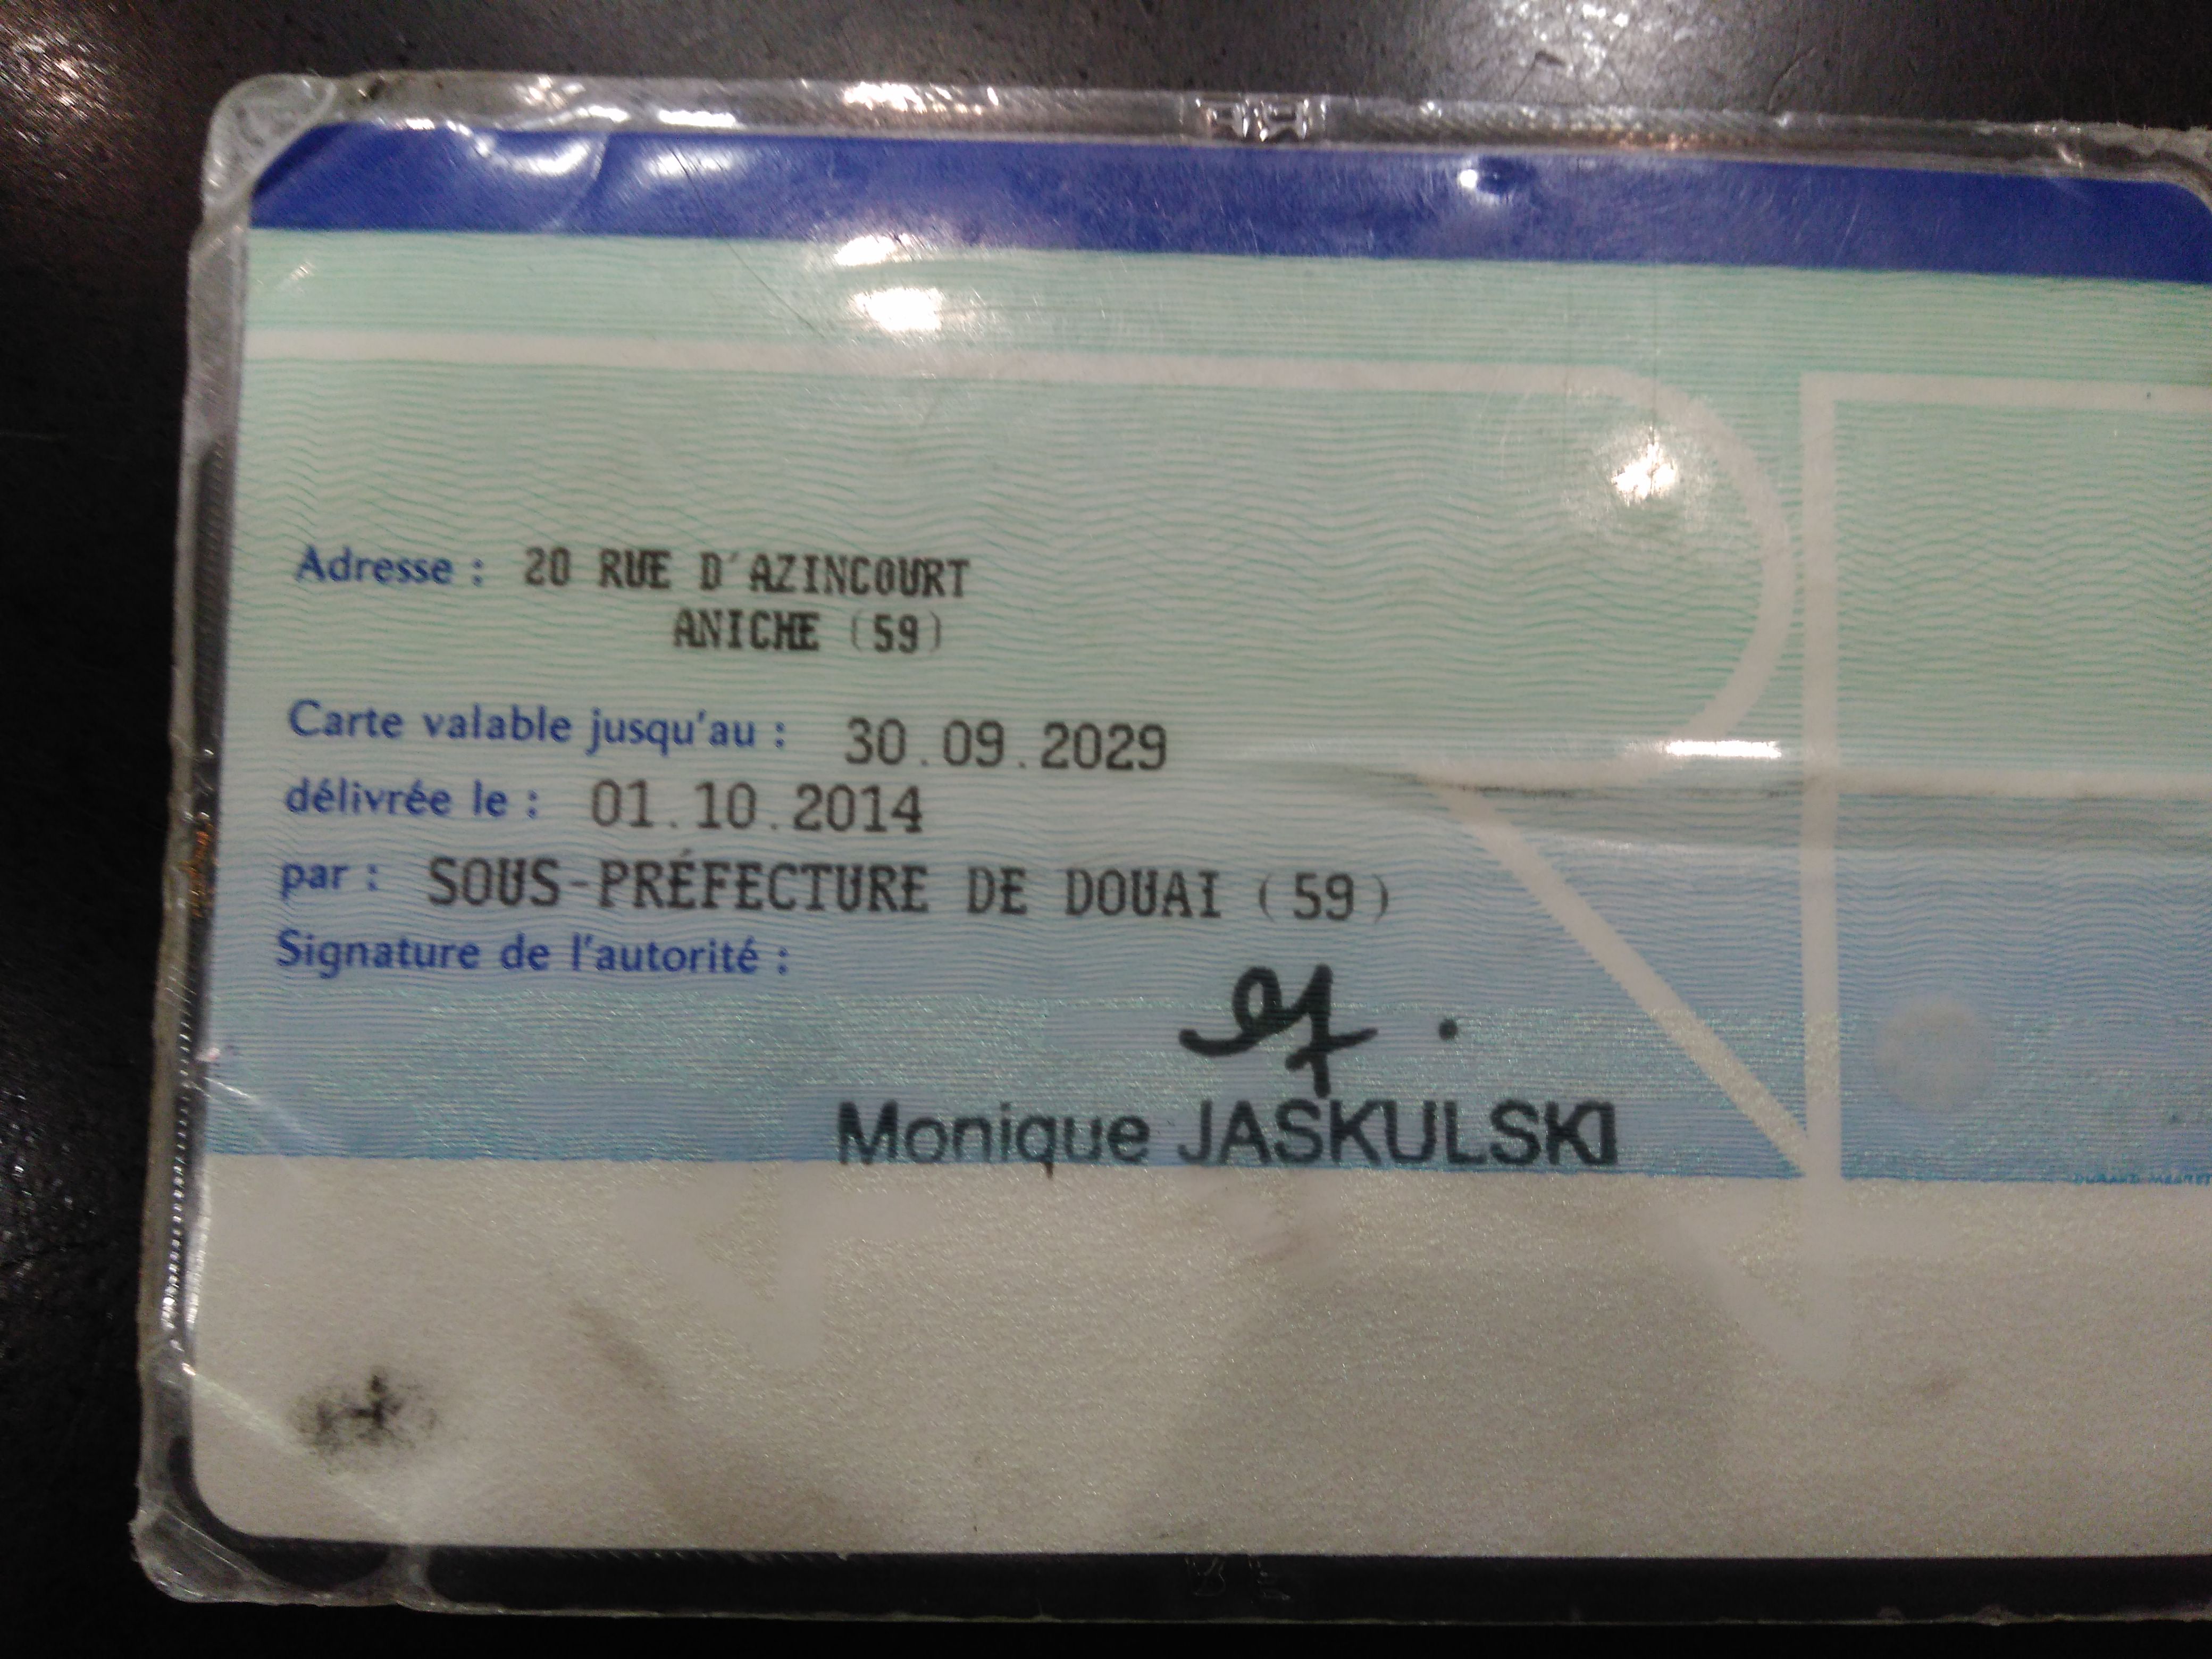 Adresse : 20 RUE D'AZINCOURT
ANICHE (59)
Carte valable jusqu'au : 30.09.2029
délivrée le : 01.10.2014
par : SOUS-PRÉFECTURE DE DOUAI (59)
Signature de l'autorité :
Monique JASKULSKI